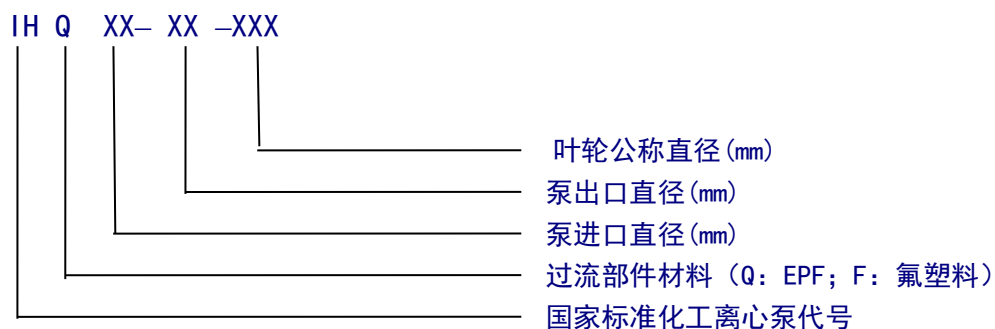 IH Q XX— XX —XXX
叶轮公称直径(mm)
泵出口直径(mm)
泵进口直径(mm)
过流部件材料（Q: EPF; F: 氟塑料）
国家标准化工离心泵代号